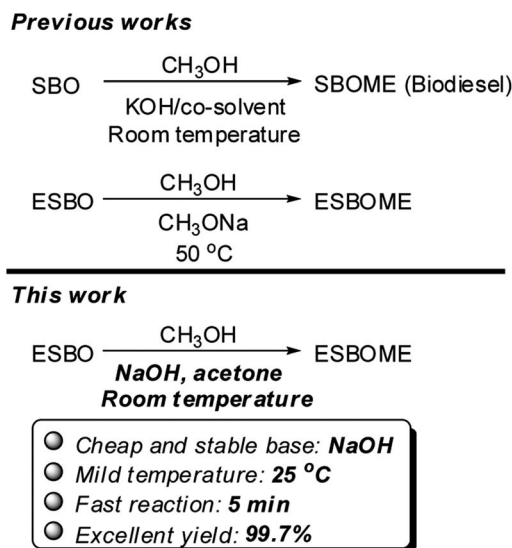 Previous works
CH₃OH
SBO SBOME (Biodiesel)
KOH/co-solvent
Room temperature
CH₃OH
ESBO ESBOME
CH₃ONa
50 °C
This work
CH₃OH
ESBO ESBOME
NaOH, acetone
Room temperature
Cheap and stable base: NaOH
Mild temperature: 25 °C
Fast reaction: 5 min
Excellent yield: 99.7%